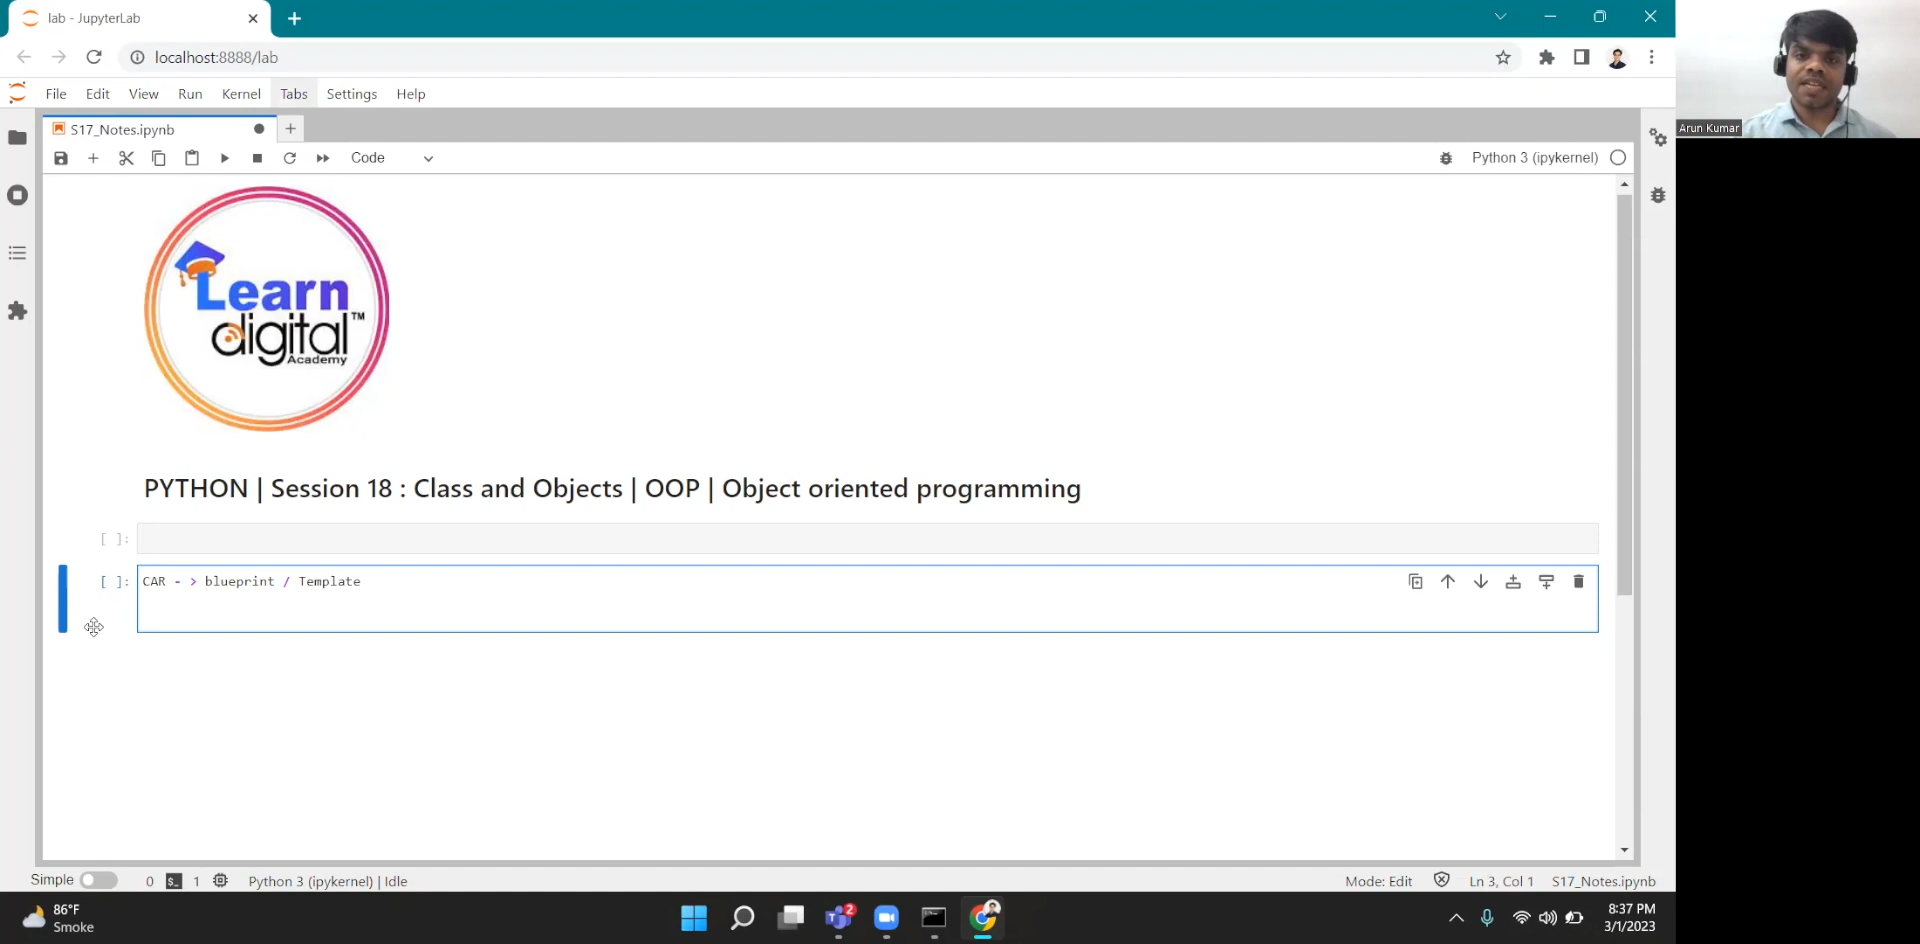 lab - JupyterLab
localhost:8888/lab
File Edit View Run Kernel Tabs Settings Help
Arun Kumar
S17_Notes.ipynb
Code
Python 3 (ipykernel)
Learn
digital™
Academy
PYTHON | Session 18 : Class and Objects | OOP | Object oriented programming
[ ]:
[ ]: CAR - > blueprint / Template
Simple 0 $_ 1 Python 3 (ipykernel) | Idle Mode: Edit Ln 3, Col 1 S17_Notes.ipynb
86°F
Smoke
2
8:37 PM
3/1/2023